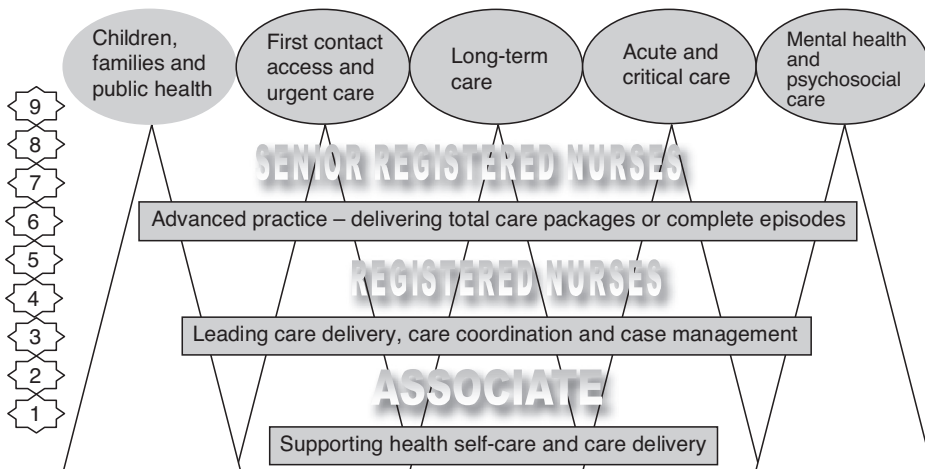 Children,
families and
public health
First contact
access and
urgent care
Long-term
care
Acute and
critical care
Mental health
and
psychosocial
care
9
8
7
6
5
4
3
2
1
SENIOR REGISTERED NURSES
Advanced practice – delivering total care packages or complete episodes
REGISTERED NURSES
Leading care delivery, care coordination and case management
ASSOCIATE
Supporting health self-care and care delivery